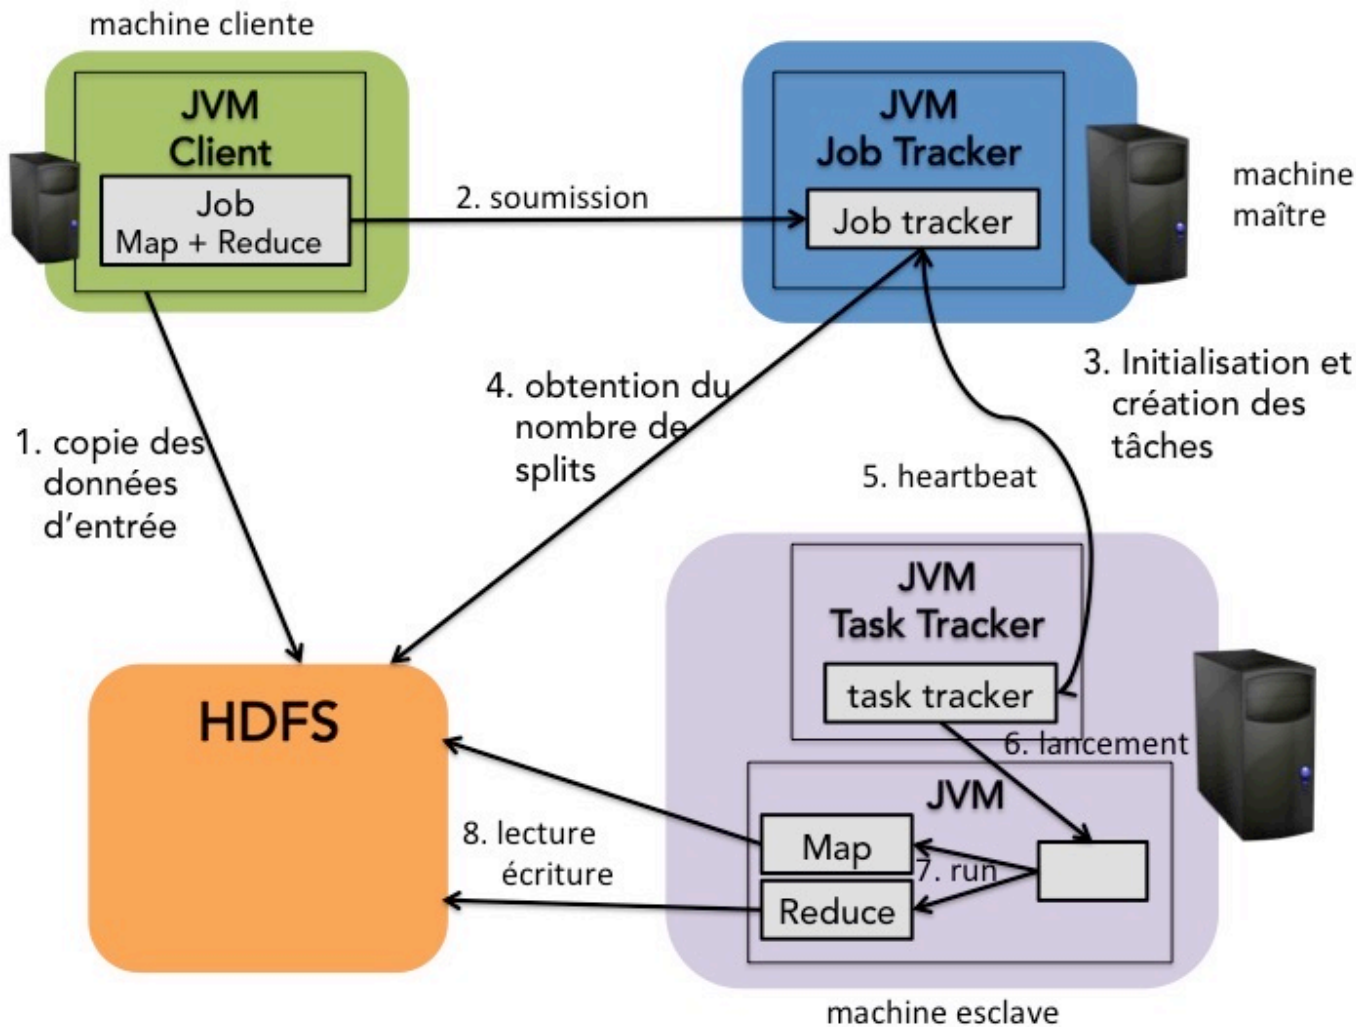 machine cliente
JVM
Client
Job
Map + Reduce
2. soumission
JVM
Job Tracker
Job tracker
machine
maître
1. copie des
données
d'entrée
4. obtention du
nombre de
splits
3. Initialisation et
création des
tâches
5. heartbeat
JVM
Task Tracker
task tracker
6. lancement
HDFS
JVM
Map
7. run
Reduce
8. lecture
écriture
machine esclave